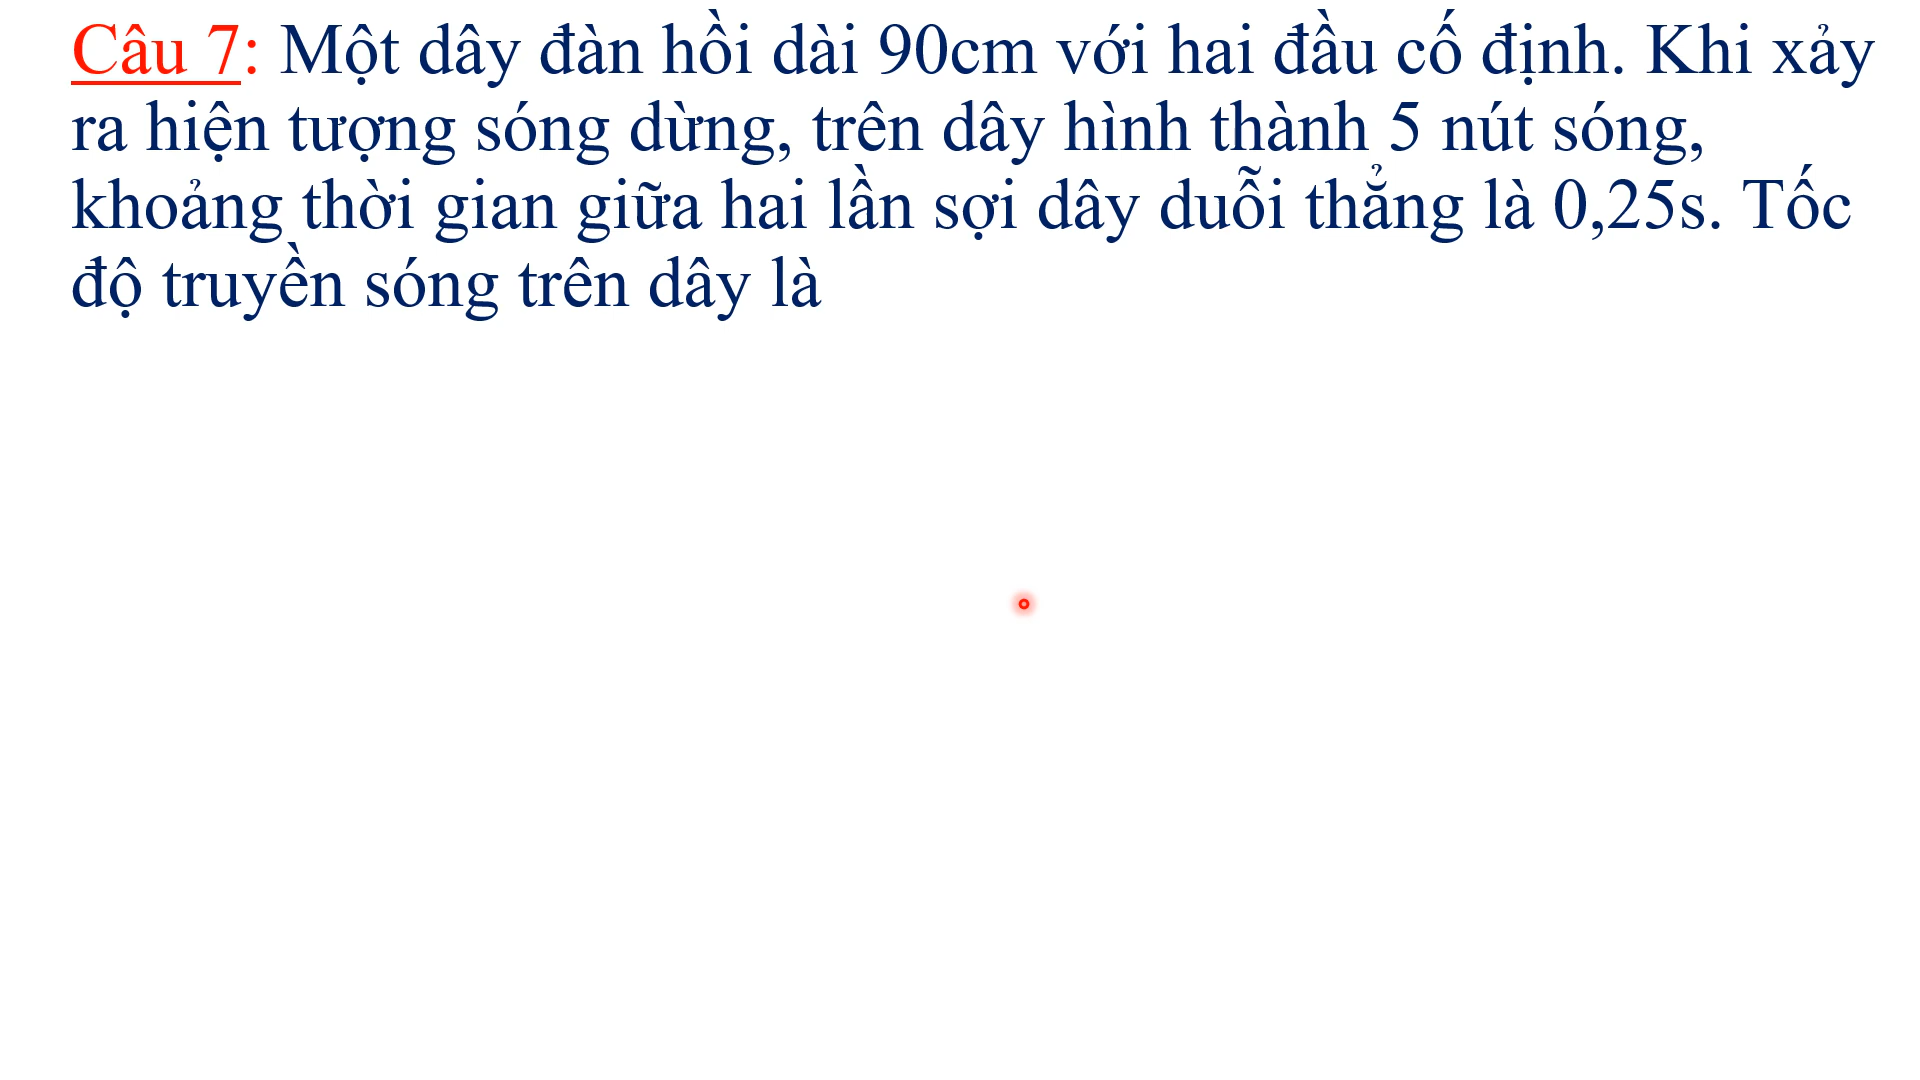 Câu 7: Một dây đàn hồi dài 90cm với hai đầu cố định. Khi xảy
ra hiện tượng sóng dừng, trên dây hình thành 5 nút sóng,
khoảng thời gian giữa hai lần sợi dây duỗi thẳng là 0,25s. Tốc
độ truyền sóng trên dây là